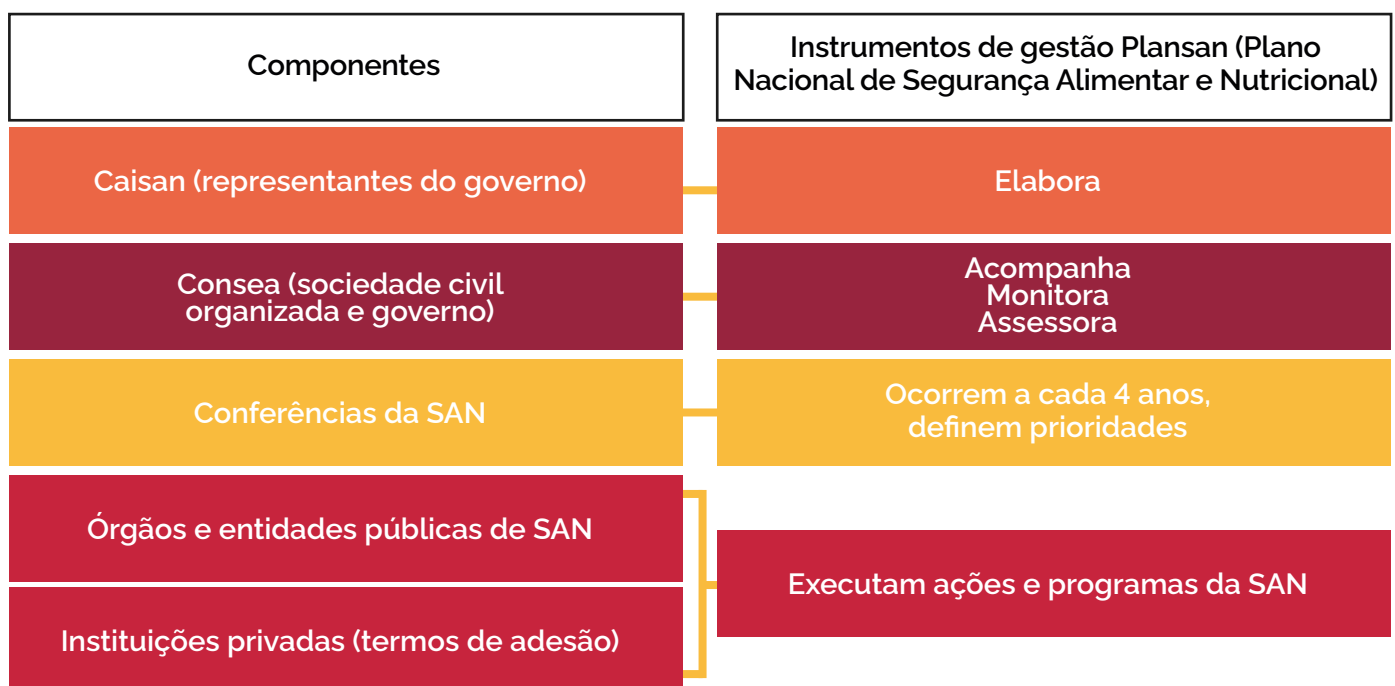 Componentes
Instrumentos de gestão Plansan (Plano
Nacional de Segurança Alimentar e Nutricional)
Caisan (representantes do governo)
Elabora
Consea (sociedade civil
organizada e governo)
Acompanha
Monitora
Assessora
Conferências da SAN
Ocorrem a cada 4 anos,
definem prioridades
Órgãos e entidades públicas de SAN
Instituições privadas (termos de adesão)
Executam ações e programas da SAN